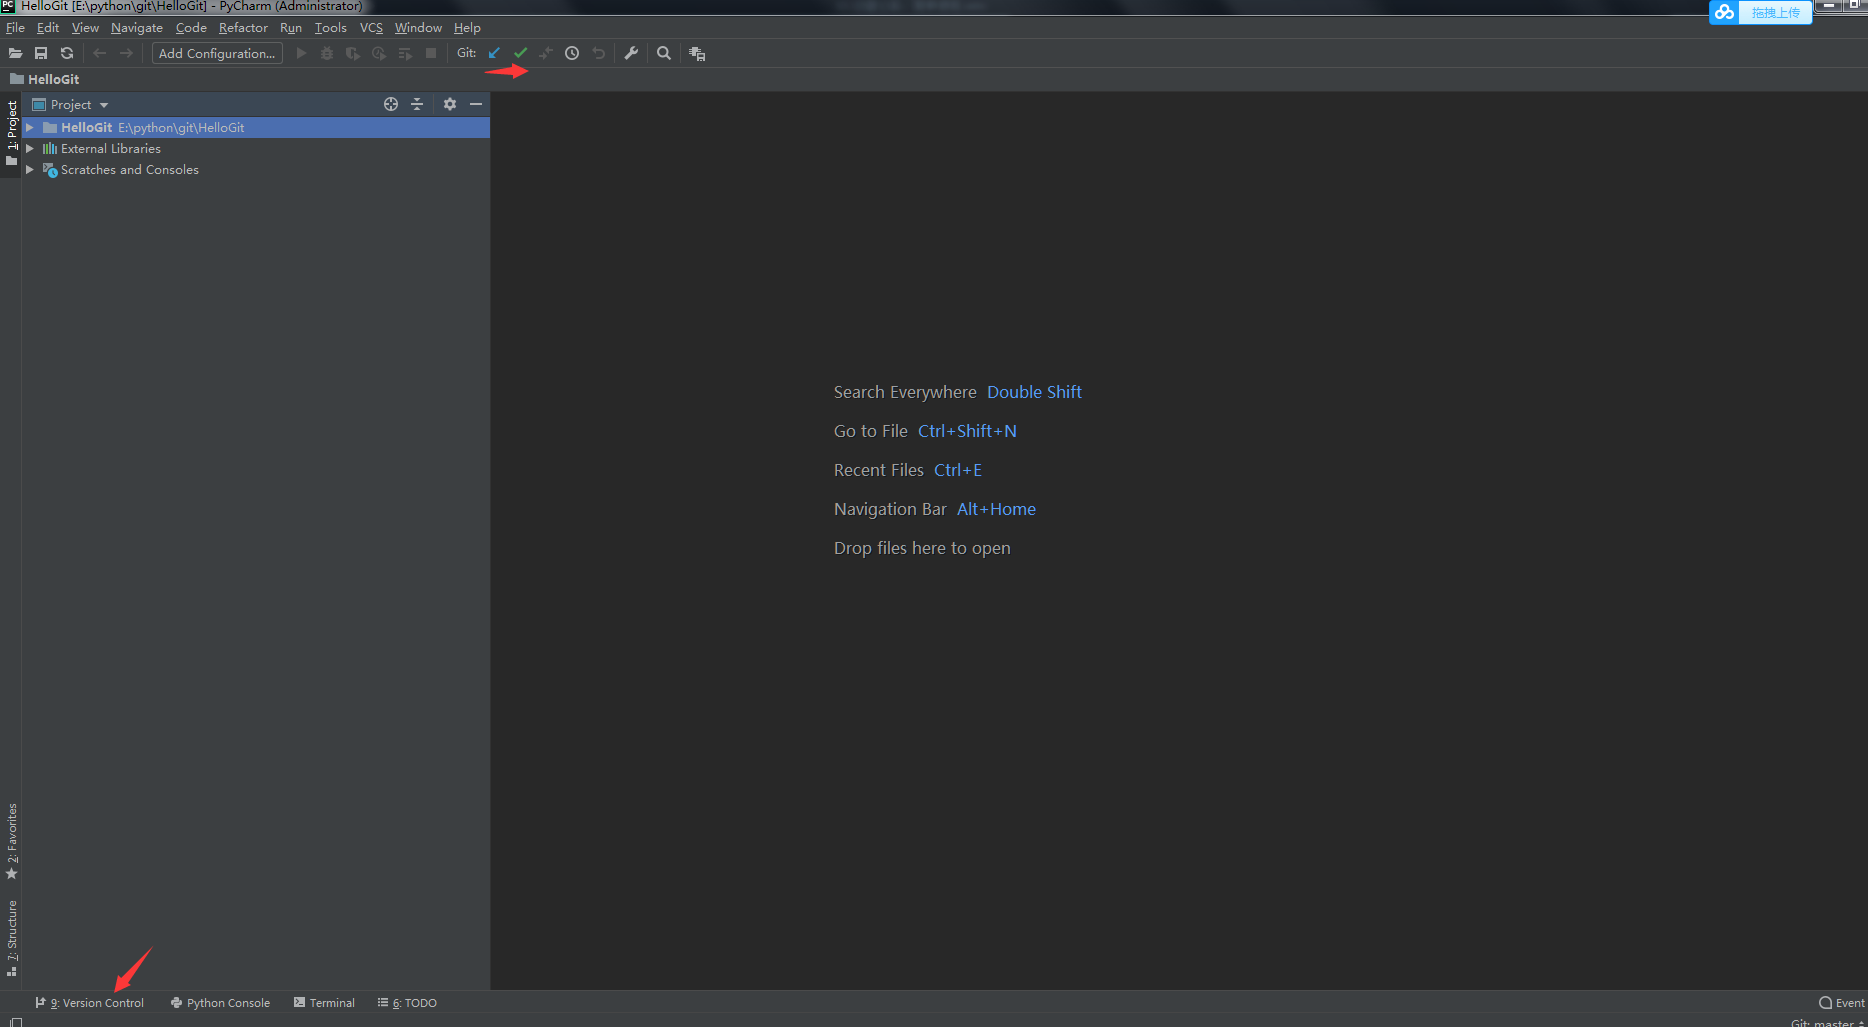 HelloGit [E:\python\git\HelloGit] - PyCharm (Administrator)
拖拽上传
File Edit View Navigate Code Refactor Run Tools VCS Window Help
Add Configuration... Git:
HelloGit
Project
1: Project
HelloGit E:\python\git\HelloGit
External Libraries
Scratches and Consoles
Search Everywhere Double Shift
Go to File Ctrl+Shift+N
Recent Files Ctrl+E
Navigation Bar Alt+Home
Drop files here to open
2: Favorites
7: Structure
9: Version Control Python Console Terminal 6: TODO Event
Git: master